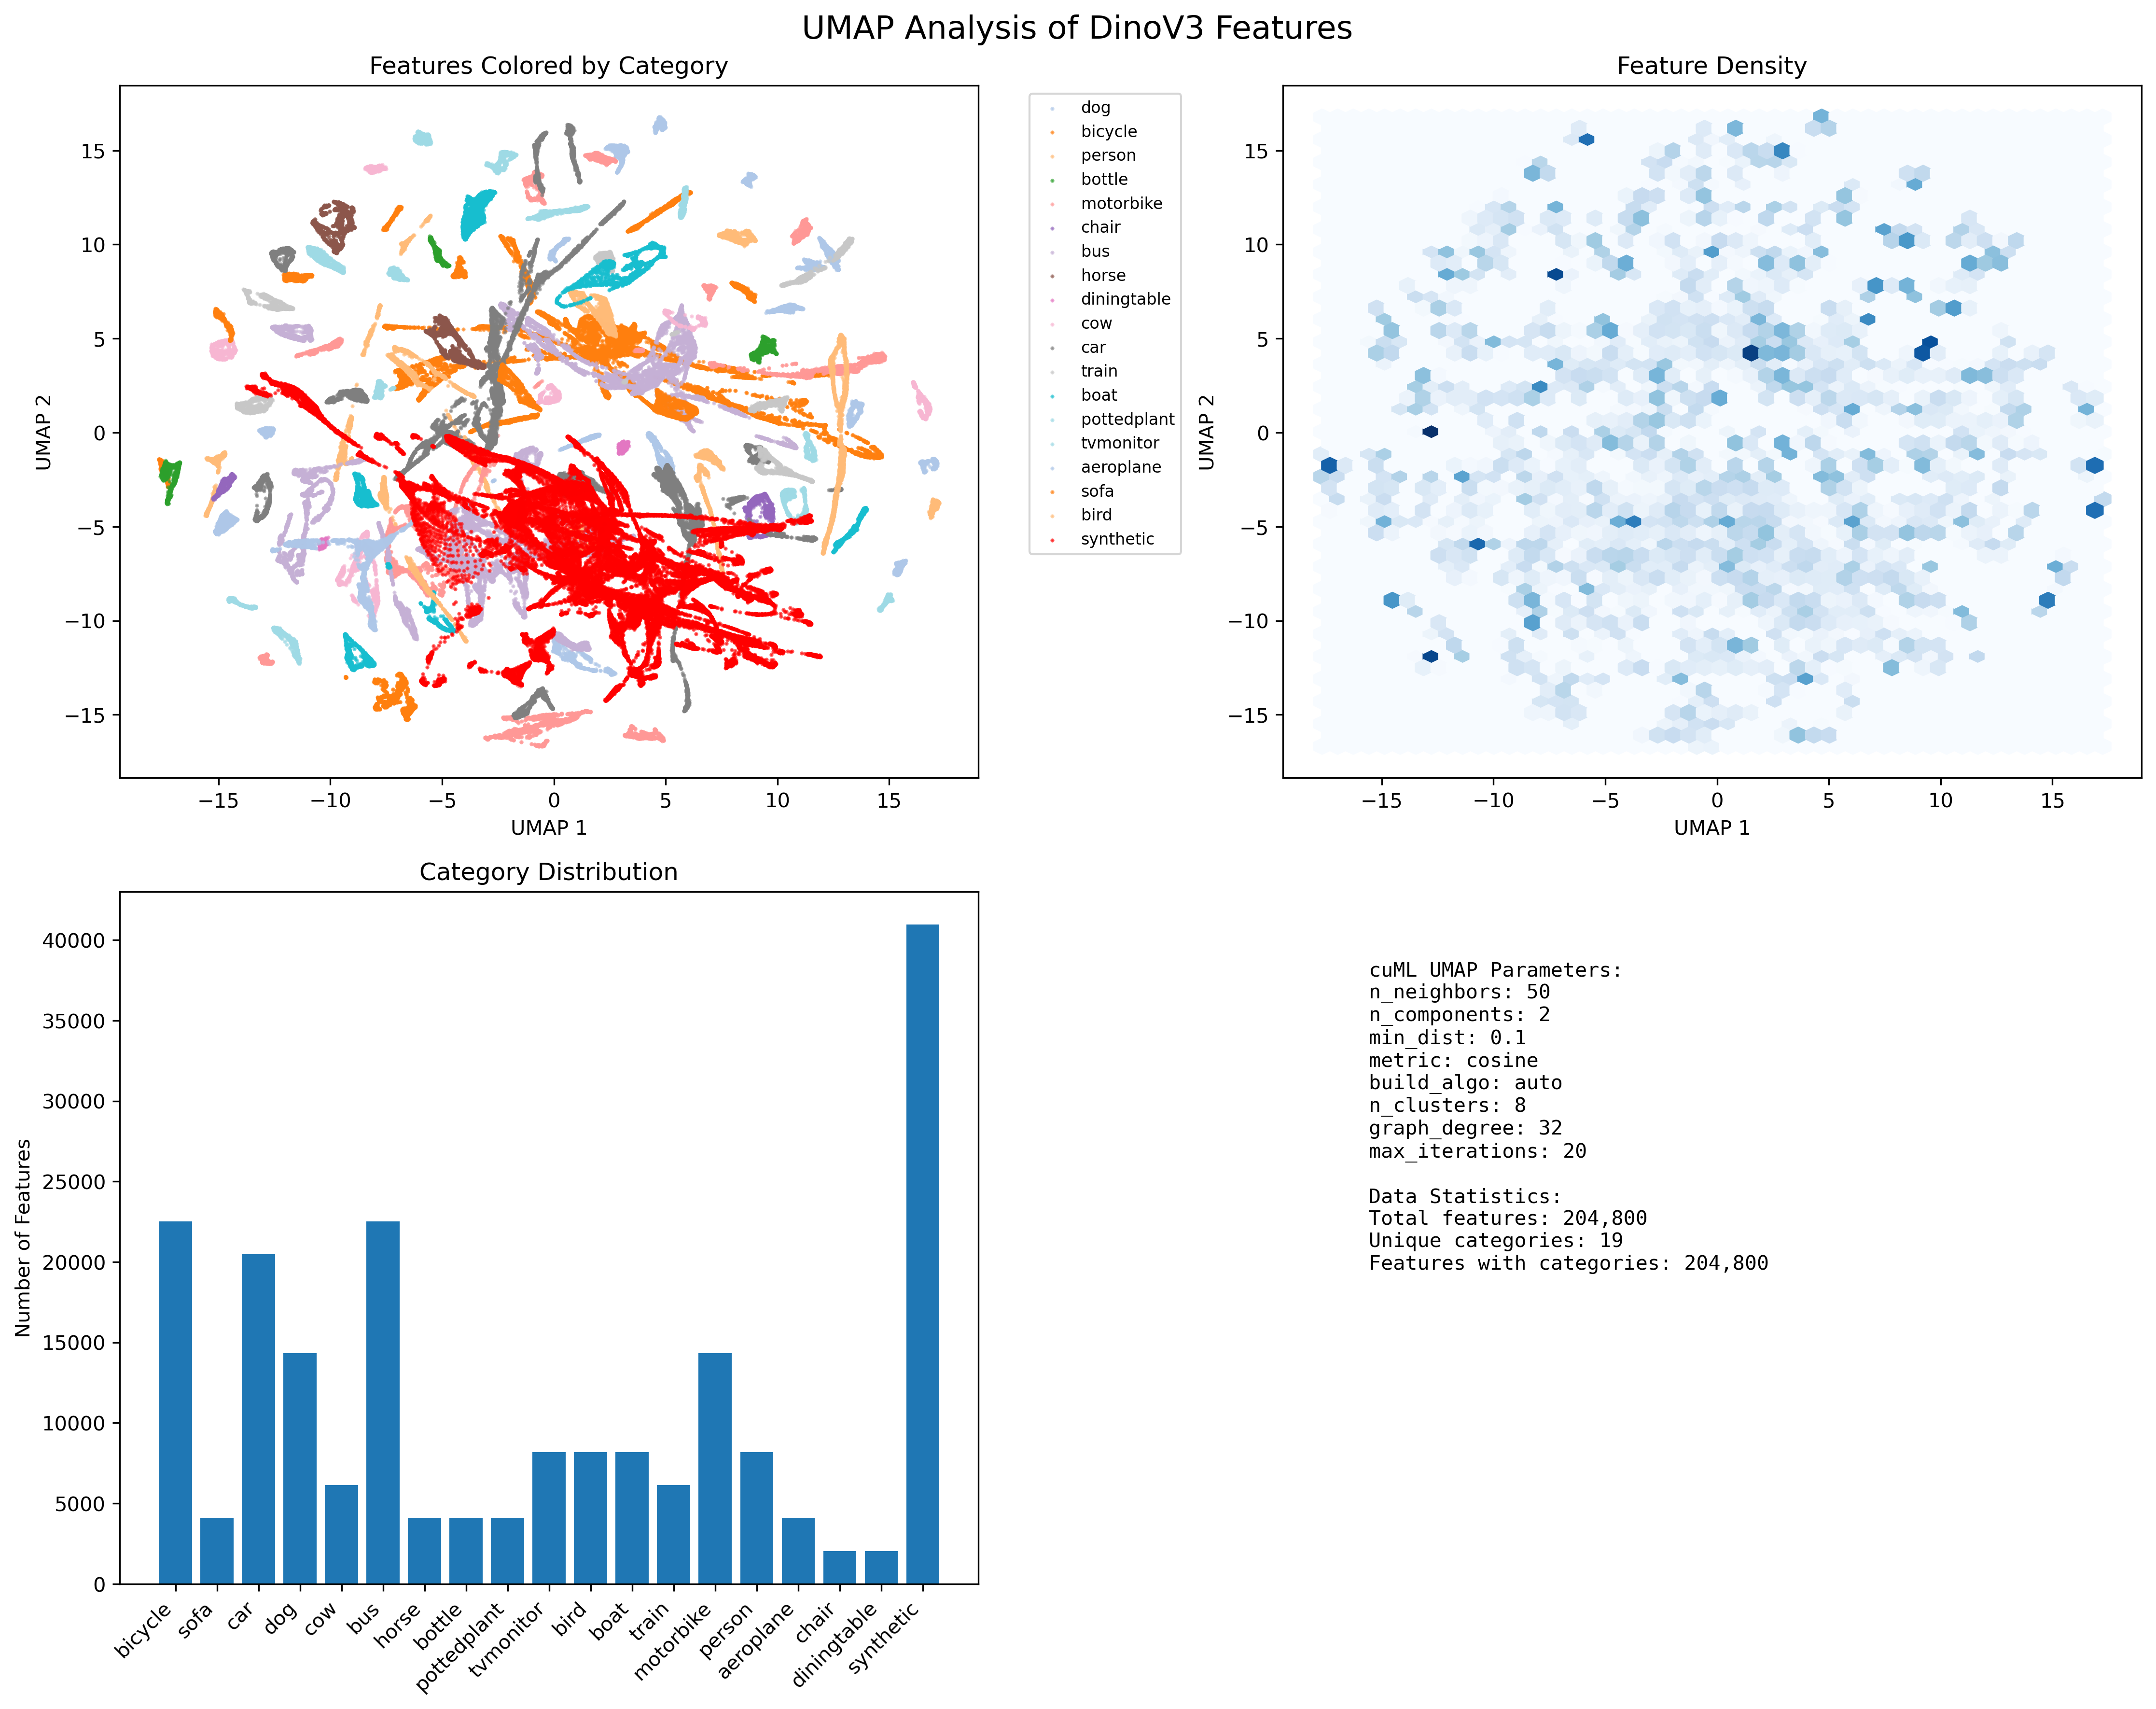 UMAP Analysis of DinoV3 Features
Features Colored by Category
UMAP 2
15
10
5
0
−5
−10
−15
−15 −10 −5 0 5 10 15
UMAP 1
dog
bicycle
person
bottle
motorbike
chair
bus
horse
diningtable
cow
car
train
boat
pottedplant
tvmonitor
aeroplane
sofa
bird
synthetic
Feature Density
UMAP 2
15
10
5
0
−5
−10
−15
−15 −10 −5 0 5 10 15
UMAP 1
Category Distribution
Number of Features
40000
35000
30000
25000
20000
15000
10000
5000
0
bicycle
sofa
car
dog
cow
bus
horse
bottle
pottedplant
tvmonitor
bird
boat
train
motorbike
person
aeroplane
chair
diningtable
synthetic
cuML UMAP Parameters:
n_neighbors: 50
n_components: 2
min_dist: 0.1
metric: cosine
build_algo: auto
n_clusters: 8
graph_degree: 32
max_iterations: 20
Data Statistics:
Total features: 204,800
Unique categories: 19
Features with categories: 204,800